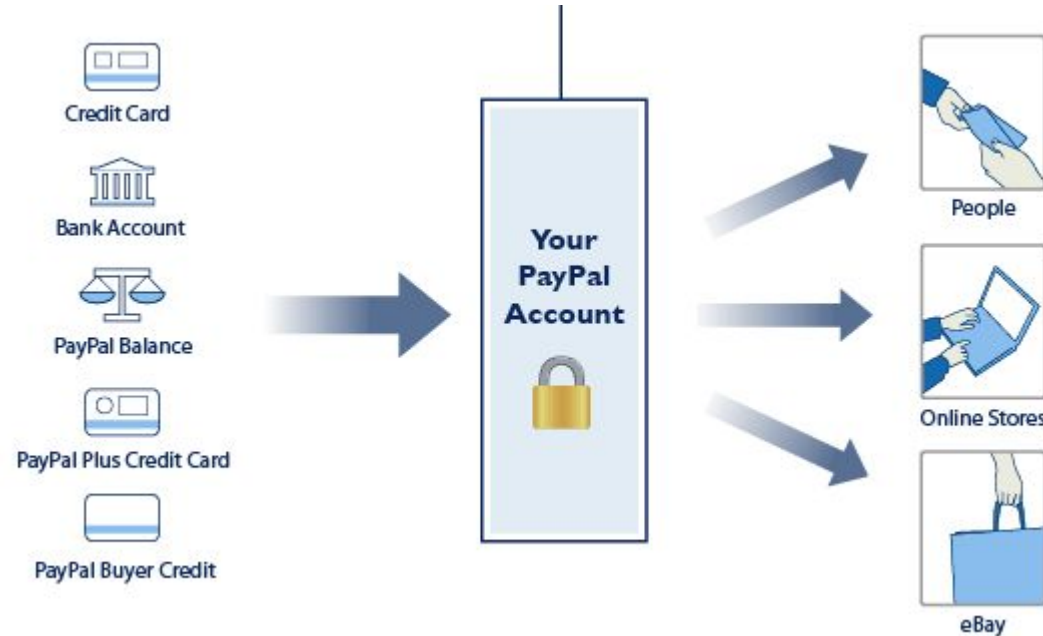 Credit Card
Bank Account
PayPal Balance
PayPal Plus Credit Card
PayPal Buyer Credit
Your
PayPal
Account
People
Online Stores
eBay